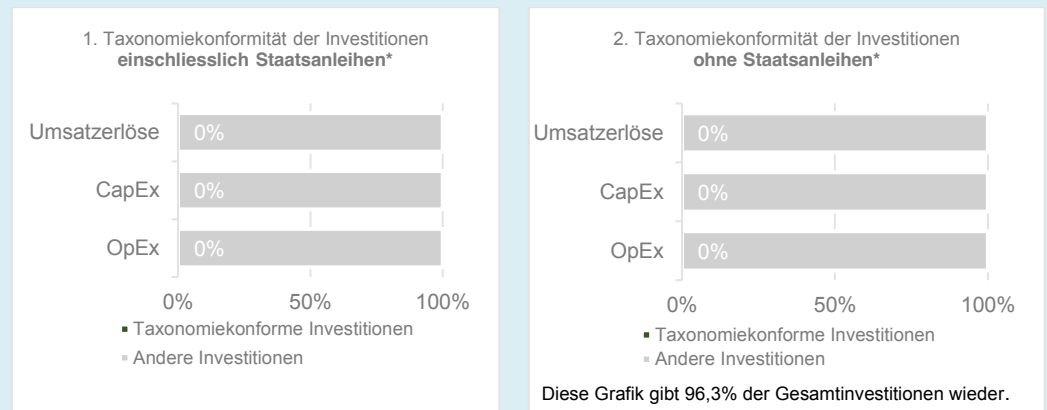 1. Taxonomiekonformität der Investitionen
einschliesslich Staatsanleihen*
Umsatzerlöse 0%
CapEx 0%
OpEx 0%
0% 50% 100%
Taxonomiekonforme Investitionen
Andere Investitionen
2. Taxonomiekonformität der Investitionen
ohne Staatsanleihen*
Umsatzerlöse 0%
CapEx 0%
OpEx 0%
0% 50% 100%
Taxonomiekonforme Investitionen
Andere Investitionen
Diese Grafik gibt 96,3% der Gesamtinvestitionen wieder.